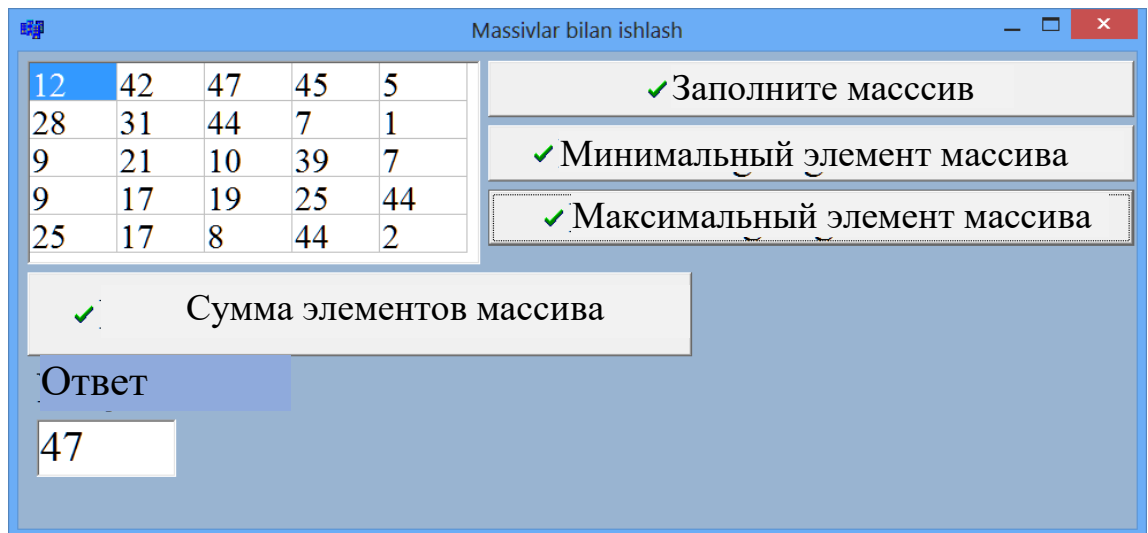 Massivlar bilan ishlash
12 42 47 45 5
28 31 44 7 1
9 21 10 39 7
9 17 19 25 44
25 17 8 44 2
Заполните масссив
Минимальный элемент массива
Максимальный элемент массива
Сумма элементов массива
Ответ
47